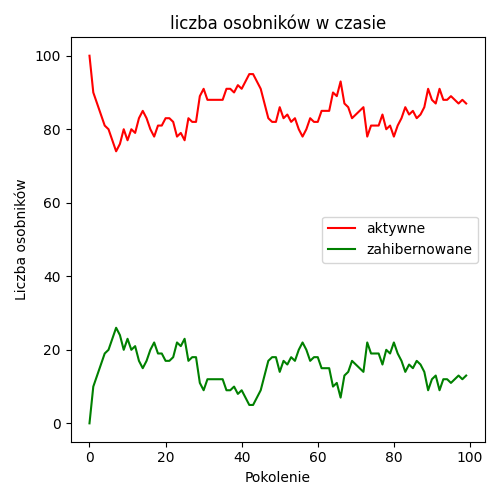 liczba osobników w czasie
Liczba osobników
100
80
60
40
20
0
aktywne
zahibernowane
0 20 40 60 80 100
Pokolenie